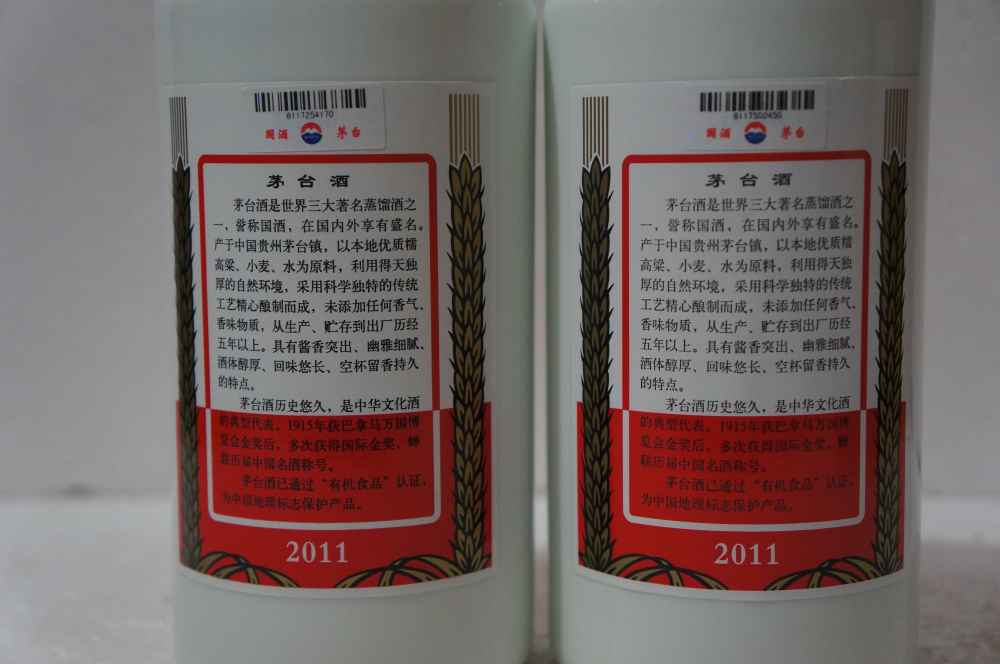 6117254170
国酒 茅台
茅台酒
茅台酒是世界三大著名蒸馏酒之
一，誉称国酒，在国内外享有盛名。
产于中国贵州茅台镇，以本地优质糯
高粱、小麦、水为原料，利用得天独
厚的自然环境，采用科学独特的传统
工艺精心酿制而成，未添加任何香气、
香味物质，从生产、贮存到出厂历经
五年以上。具有酱香突出、幽雅细腻、
酒体醇厚、回味悠长、空杯留香持久
的特点。
茅台酒历史悠久，是中华文化酒
的典型代表。1915年获巴拿马万国博
览会金奖后，多次获得国际金奖，蝉
联历届中国名酒称号。
茅台酒已通过“有机食品”认证，
为中国地理标志保护产品。
2011
6117500450
国酒 茅台
茅台酒
茅台酒是世界三大著名蒸馏酒之
一，誉称国酒，在国内外享有盛名。
产于中国贵州茅台镇，以本地优质糯
高粱、小麦、水为原料，利用得天独
厚的自然环境，采用科学独特的传统
工艺精心酿制而成，未添加任何香气、
香味物质，从生产、贮存到出厂历经
五年以上。具有酱香突出、幽雅细腻、
酒体醇厚、回味悠长、空杯留香持久
的特点。
茅台酒历史悠久，是中华文化酒
的典型代表。1915年获巴拿马万国博
览会金奖后，多次获得国际金奖，蝉
联历届中国名酒称号。
茅台酒已通过“有机食品”认证，
为中国地理标志保护产品。
2011